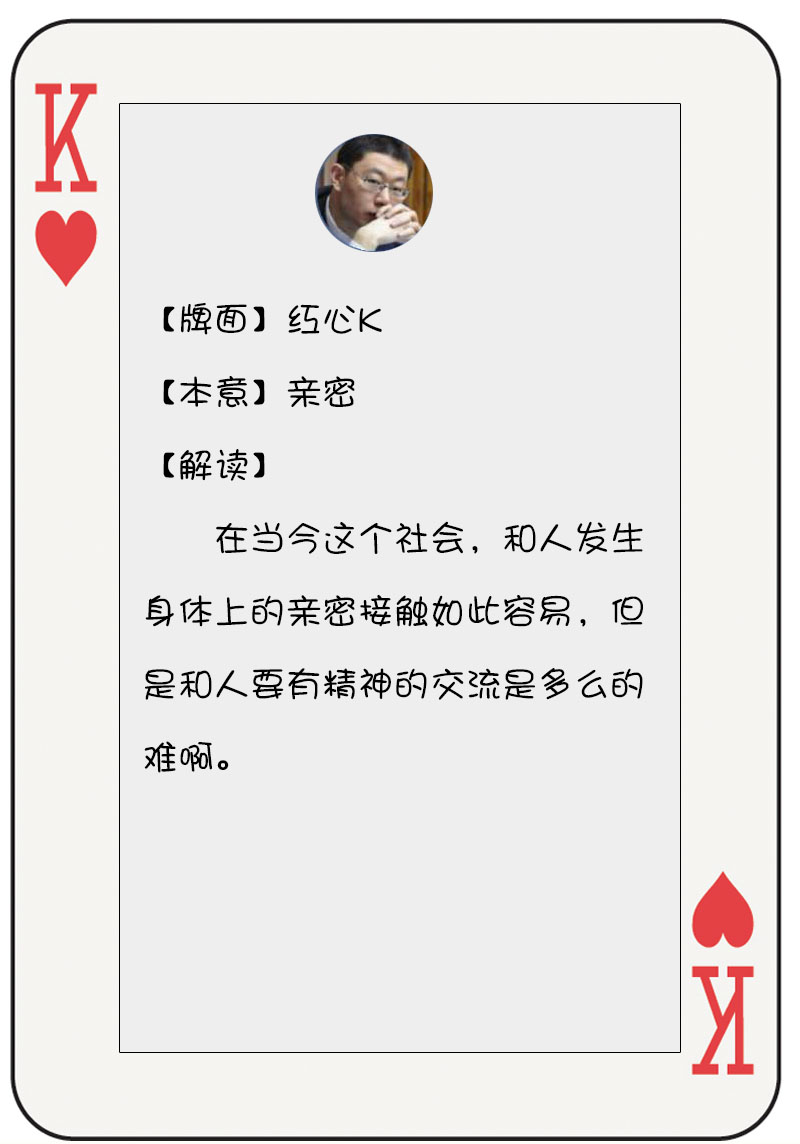 K
【牌面】红心K
【本意】亲密
【解读】
在当今这个社会，和人发生
身体上的亲密接触如此容易，但
是和人要有精神的交流是多么的
难啊。
K